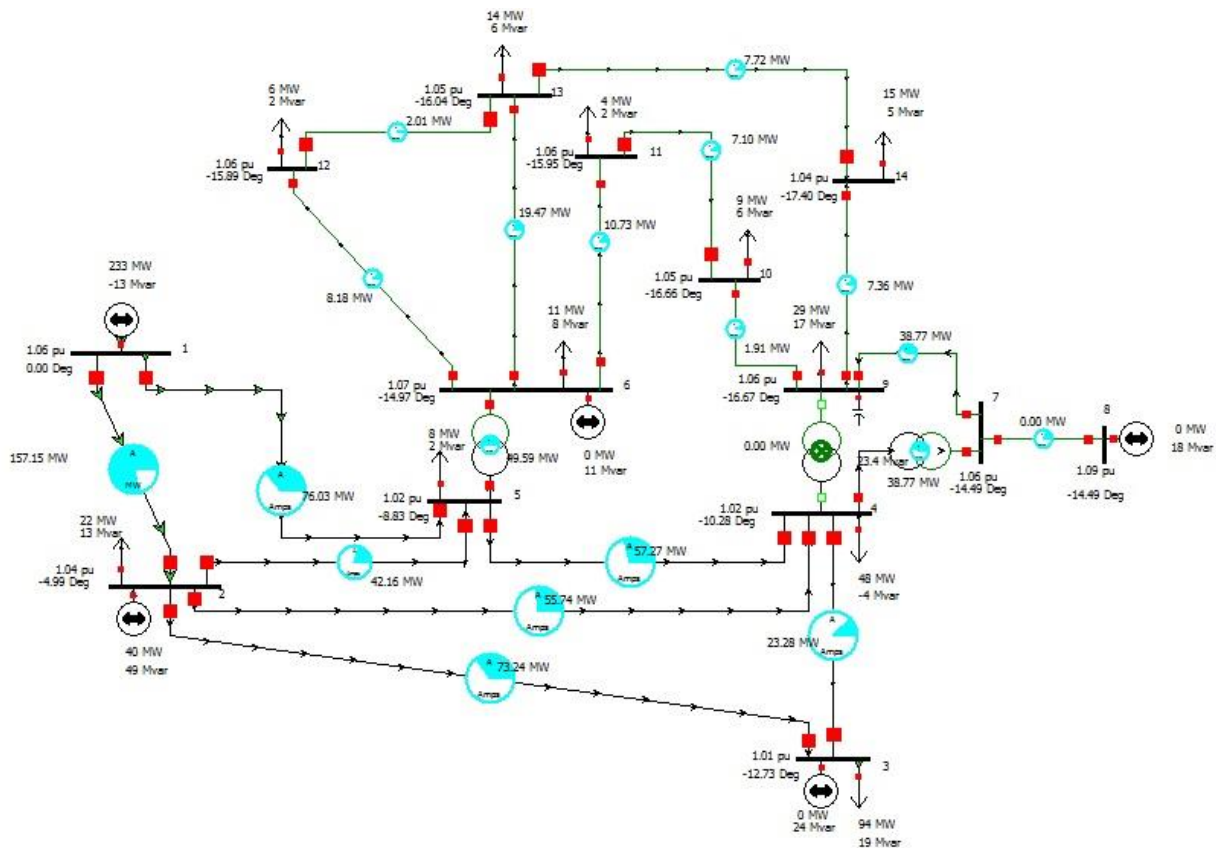 14 MW
6 Mvar
1.05 pu
-16.04 Deg
13
7.72 MW
6 MW
2 Mvar
2.01 MW
1.06 pu
-15.89 Deg
12
4 MW
2 Mvar
1.06 pu
-15.95 Deg
11
7.10 MW
15 MW
5 Mvar
1.04 pu
-17.40 Deg
14
19.47 MW
10.73 MW
9 MW
6 Mvar
1.05 pu
-16.66 Deg
10
7.36 MW
233 MW
-13 Mvar
8.18 MW
11 MW
8 Mvar
29 MW
17 Mvar
1.91 MW
38.77 MW
1.06 pu
0.00 Deg
1
1.07 pu
-14.97 Deg
6
1.06 pu
-16.67 Deg
9
7
8
0.00 MW
0 MW
18 Mvar
157.15 MW
A
MW
A
Amps
76.03 MW
8 MW
2 Mvar
49.59 MW
0 MW
11 Mvar
0.00 MW
23.4 Mvar
38.77 MW
1.06 pu
-14.49 Deg
1.09 pu
-14.49 Deg
1.02 pu
-8.83 Deg
5
1.02 pu
-10.28 Deg
4
22 MW
13 Mvar
1.04 pu
-4.99 Deg
2
42.16 MW
A
57.27 MW
Amps
48 MW
-4 Mvar
A
55.74 MW
Amps
A
23.28 MW
Amps
40 MW
49 Mvar
A
73.24 MW
Amps
1.01 pu
-12.73 Deg
3
0 MW
24 Mvar
94 MW
19 Mvar